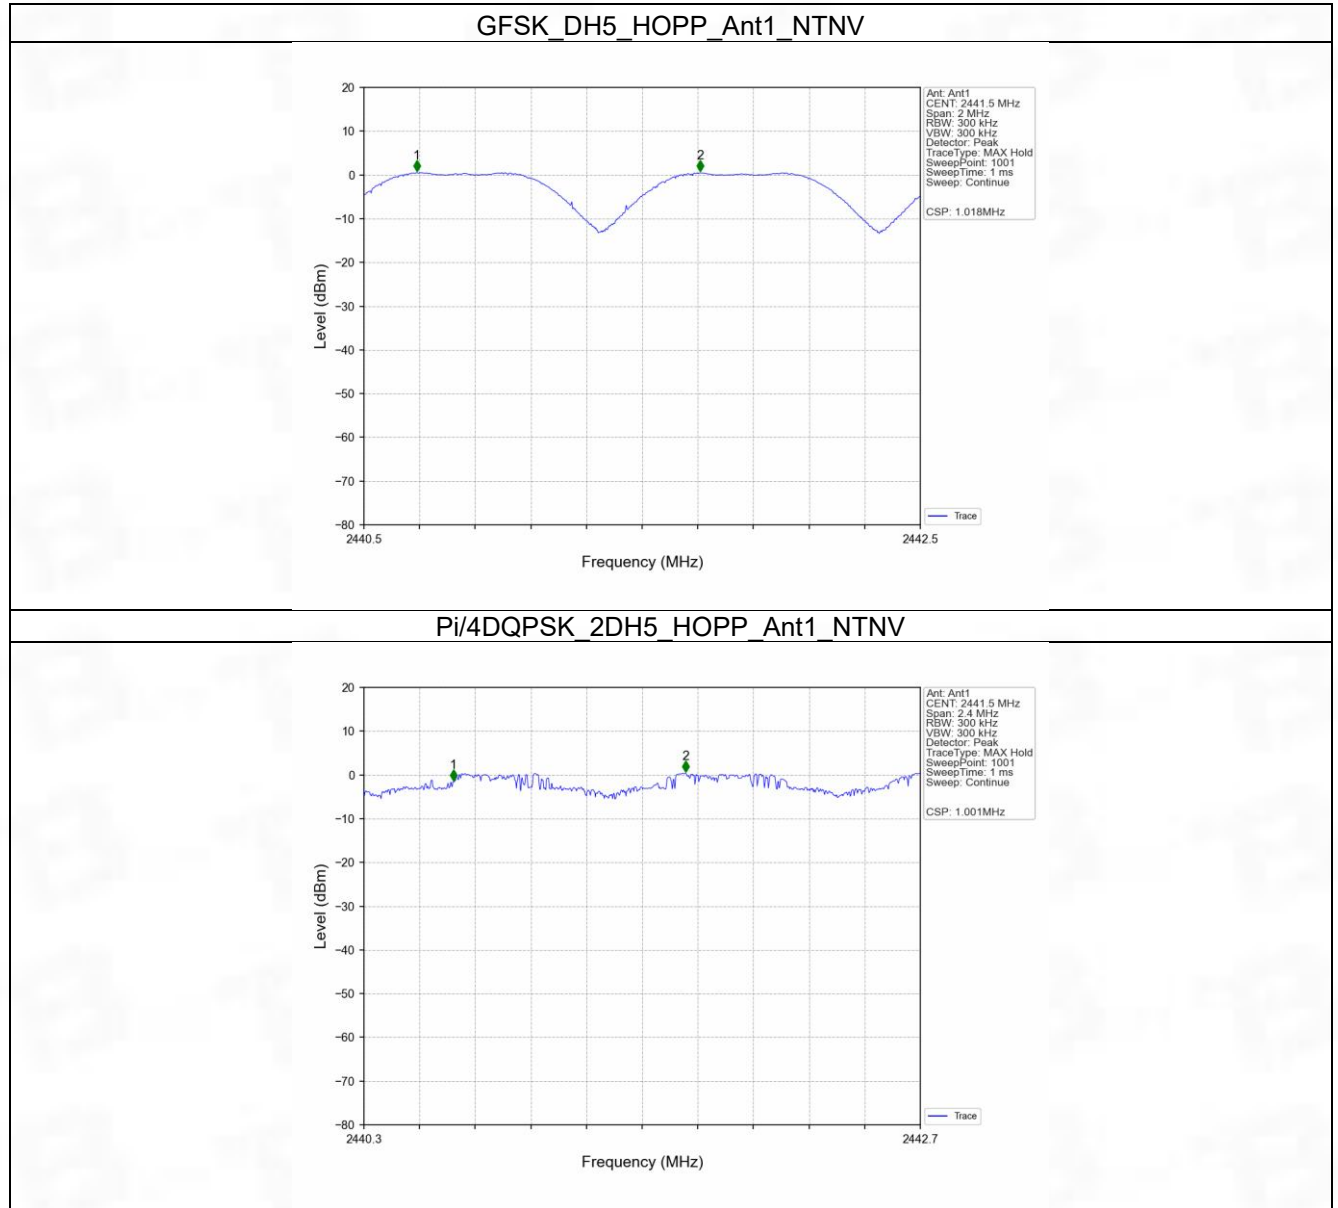 GFSK_DH5_HOPP_Ant1_NTNV
20
10
0
−10
−20
−30
−40
−50
−60
−70
−80
Level (dBm)
1
2
2440.5
2442.5
Frequency (MHz)
Ant: Ant1
CENT: 2441.5 MHz
Span: 2 MHz
RBW: 300 kHz
VBW: 300 kHz
Detector: Peak
TraceType: MAX Hold
SweepPoint: 1001
SweepTime: 1 ms
Sweep: Continue
CSP: 1.018MHz
Trace
Pi/4DQPSK_2DH5_HOPP_Ant1_NTNV
20
10
0
−10
−20
−30
−40
−50
−60
−70
−80
Level (dBm)
1
2
2440.3
2442.7
Frequency (MHz)
Ant: Ant1
CENT: 2441.5 MHz
Span: 2.4 MHz
RBW: 300 kHz
VBW: 300 kHz
Detector: Peak
TraceType: MAX Hold
SweepPoint: 1001
SweepTime: 1 ms
Sweep: Continue
CSP: 1.001MHz
Trace